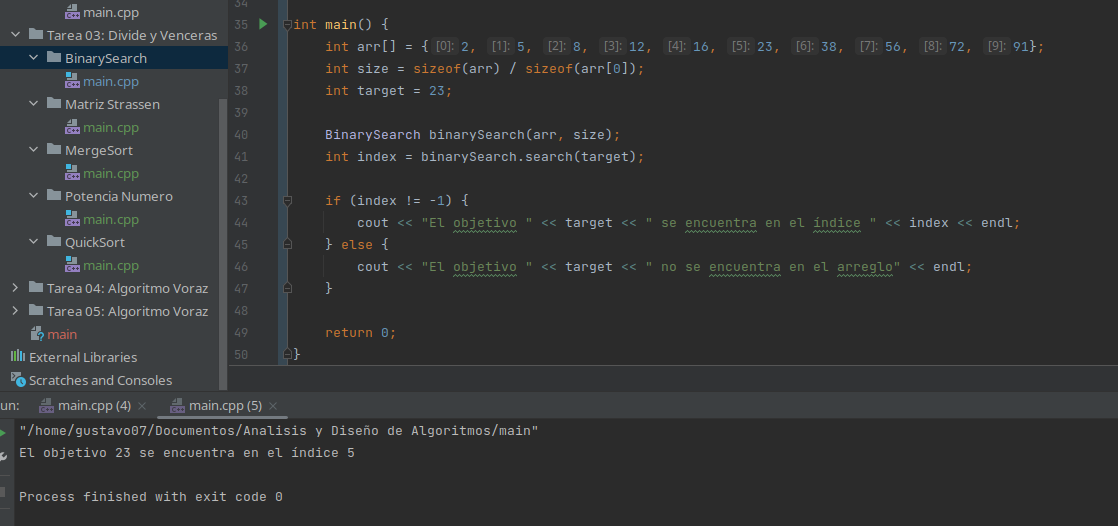 main.cpp
Tarea 03: Divide y Venceras
BinarySearch
main.cpp
Matriz Strassen
main.cpp
MergeSort
main.cpp
Potencia Numero
main.cpp
QuickSort
main.cpp
Tarea 04: Algoritmo Voraz
Tarea 05: Algoritmo Voraz
main
External Libraries
Scratches and Consoles
34
35 int main() {
36 int arr[] = {[0]: 2, [1]: 5, [2]: 8, [3]: 12, [4]: 16, [5]: 23, [6]: 38, [7]: 56, [8]: 72, [9]: 91};
37 int size = sizeof(arr) / sizeof(arr[0]);
38 int target = 23;
39
40 BinarySearch binarySearch(arr, size);
41 int index = binarySearch.search(target);
42
43 if (index != -1) {
44 cout << "El objetivo " << target << " se encuentra en el índice " << index << endl;
45 } else {
46 cout << "El objetivo " << target << " no se encuentra en el arreglo" << endl;
47 }
48
49 return 0;
50 }
un: main.cpp (4) × main.cpp (5) ×
"/home/gustavo07/Documentos/Analisis y Diseño de Algoritmos/main"
El objetivo 23 se encuentra en el índice 5
Process finished with exit code 0